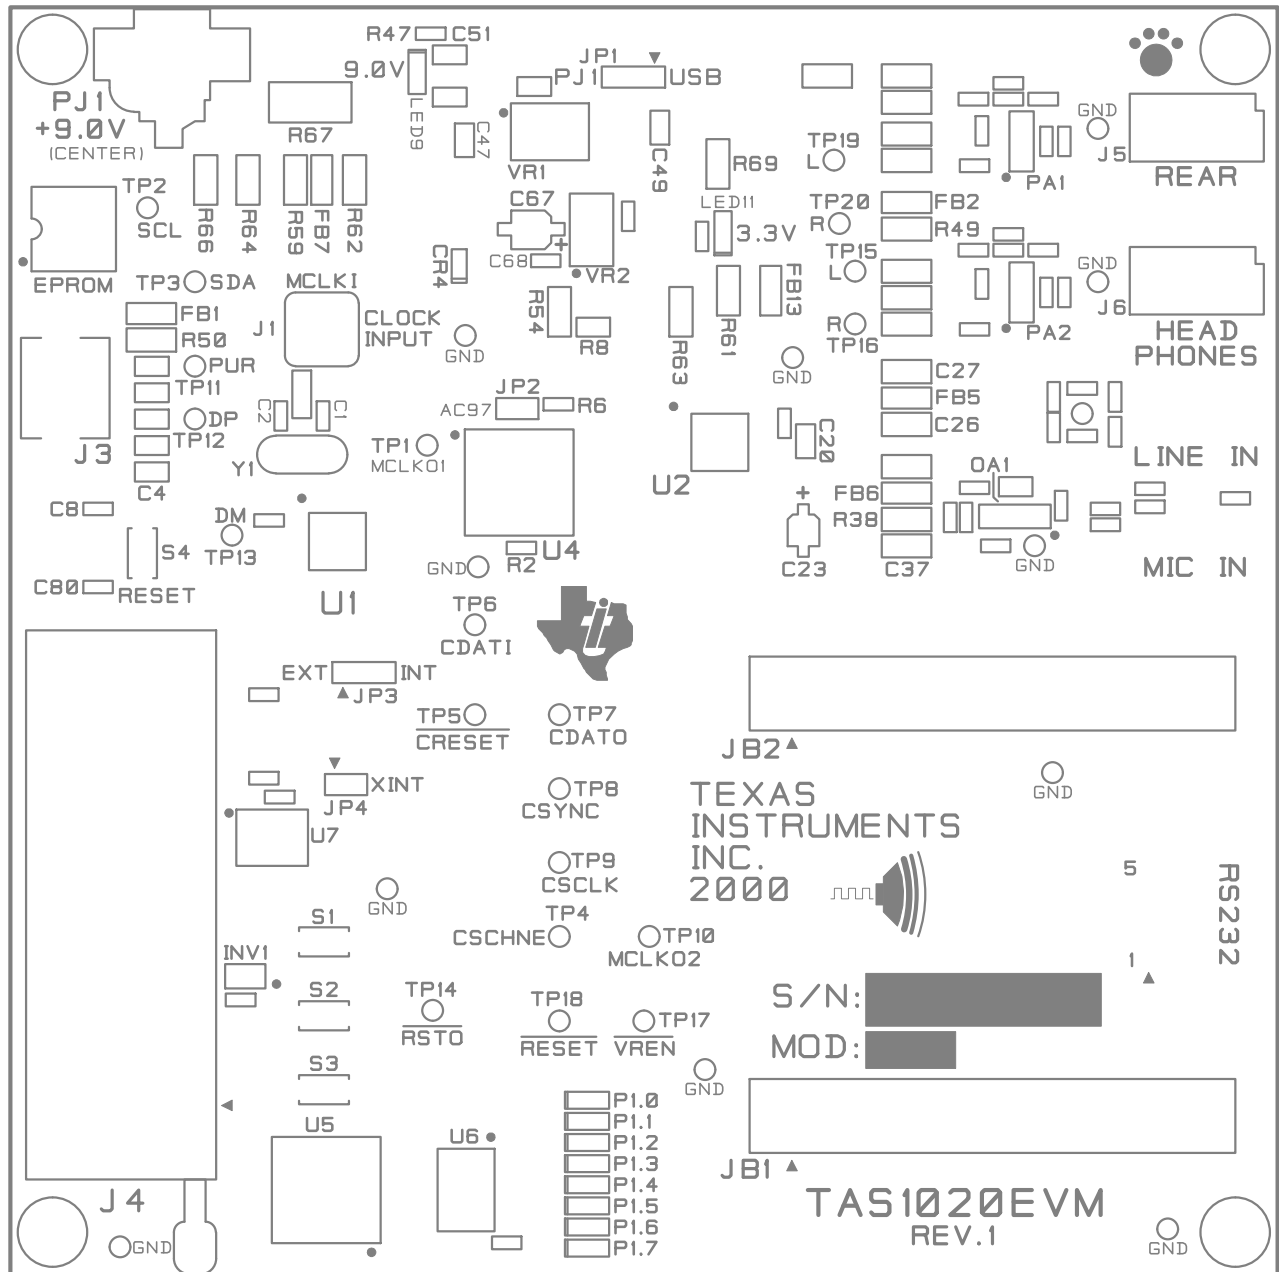 R47
C51
9.0V
LED9
C47
PJ1
+9.0V
(CENTER)
R67
JP1
PJ1
USB
VR1
C49
R69
LED11
3.3V
TP19
L
TP20
R
TP15
L
R
TP16
FB2
R49
GND
J5
REAR
PA1
GND
J6
HEAD
PHONES
PA2
TP2
SCL
EPROM
R66
R64
R59
FB7
R62
C67
+
C68
VR2
CR4
TP3
SDA
MCLKI
J1
CLOCK
INPUT
GND
FB1
R50
PUR
TP11
DP
TP12
J3
C4
C2
C1
Y1
R54
R8
R63
R61
FB13
GND
JP2
AC97
R6
TP1
MCLKO1
U4
R2
GND
U2
C20
+
C23
C27
FB5
C26
FB6
R38
C37
OA1
GND
LINE IN
MIC IN
C8
S4
C80
RESET
DM
TP13
U1
TP6
CDATI
EXT
INT
JP3
TP5
CRESET
TP7
CDATO
JP4
XINT
TP8
CSYNC
U7
TP9
CSCLK
GND
TP4
CSCHNE
TP10
MCLKO2
JB2
GND
TEXAS
INSTRUMENTS
INC.
2000
5
1
RS232
S/N:
MOD:
S1
INV1
S2
S3
TP14
RSTO
TP18
RESET
TP17
VREN
GND
U5
U6
P1.0
P1.1
P1.2
P1.3
P1.4
P1.5
P1.6
P1.7
JB1
TAS1020EVM
REV.1
GND
J4
GND